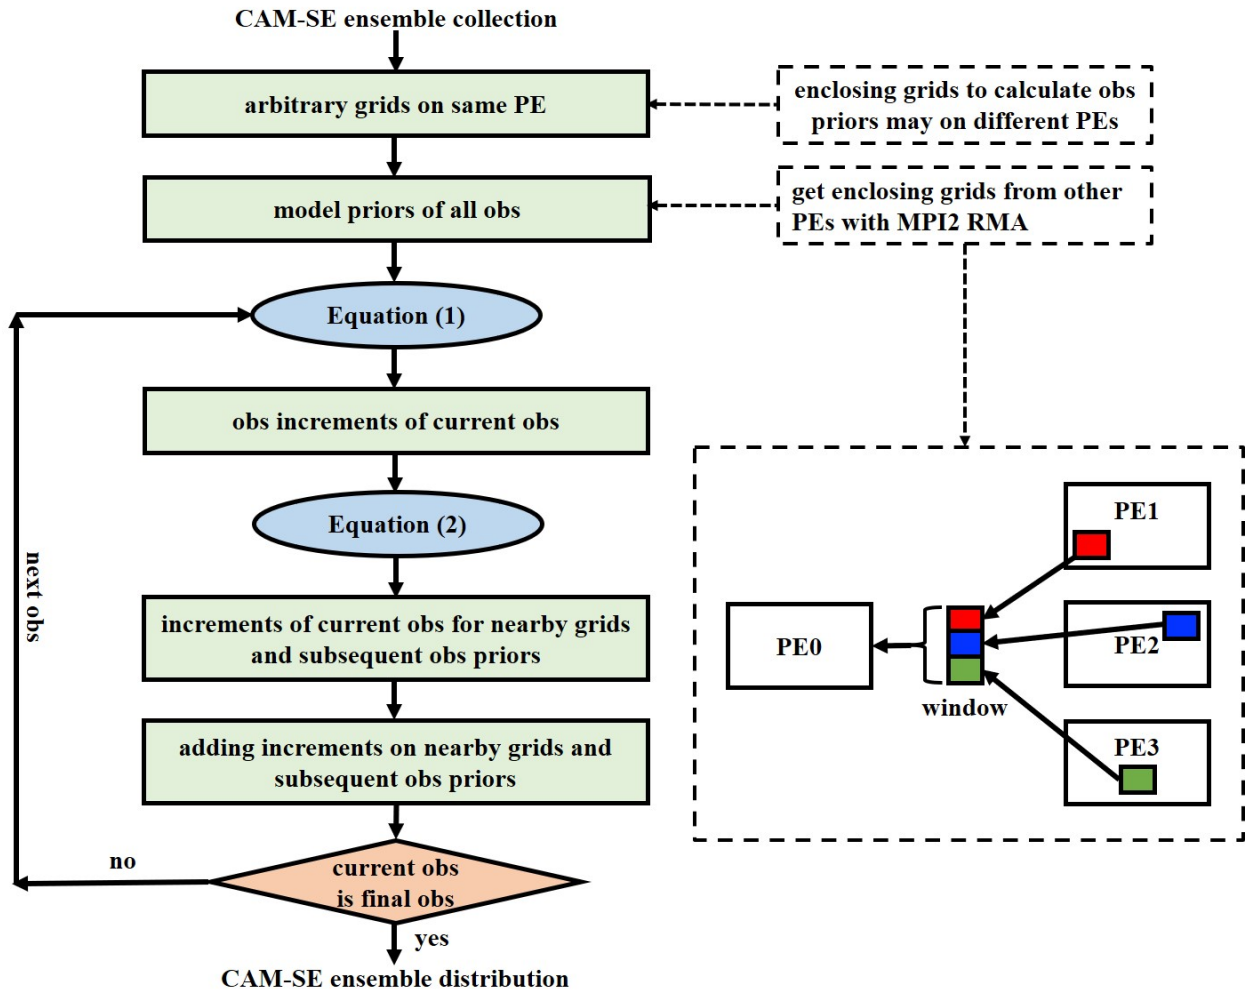 CAM-SE ensemble collection
arbitrary grids on same PE
enclosing grids to calculate obs
priors may on different PEs
model priors of all obs
get enclosing grids from other
PEs with MPI2 RMA
Equation (1)
obs increments of current obs
Equation (2)
increments of current obs for nearby grids
and subsequent obs priors
adding increments on nearby grids and
subsequent obs priors
current obs
is final obs
no
next obs
yes
CAM-SE ensemble distribution
PE0
window
PE1
PE2
PE3